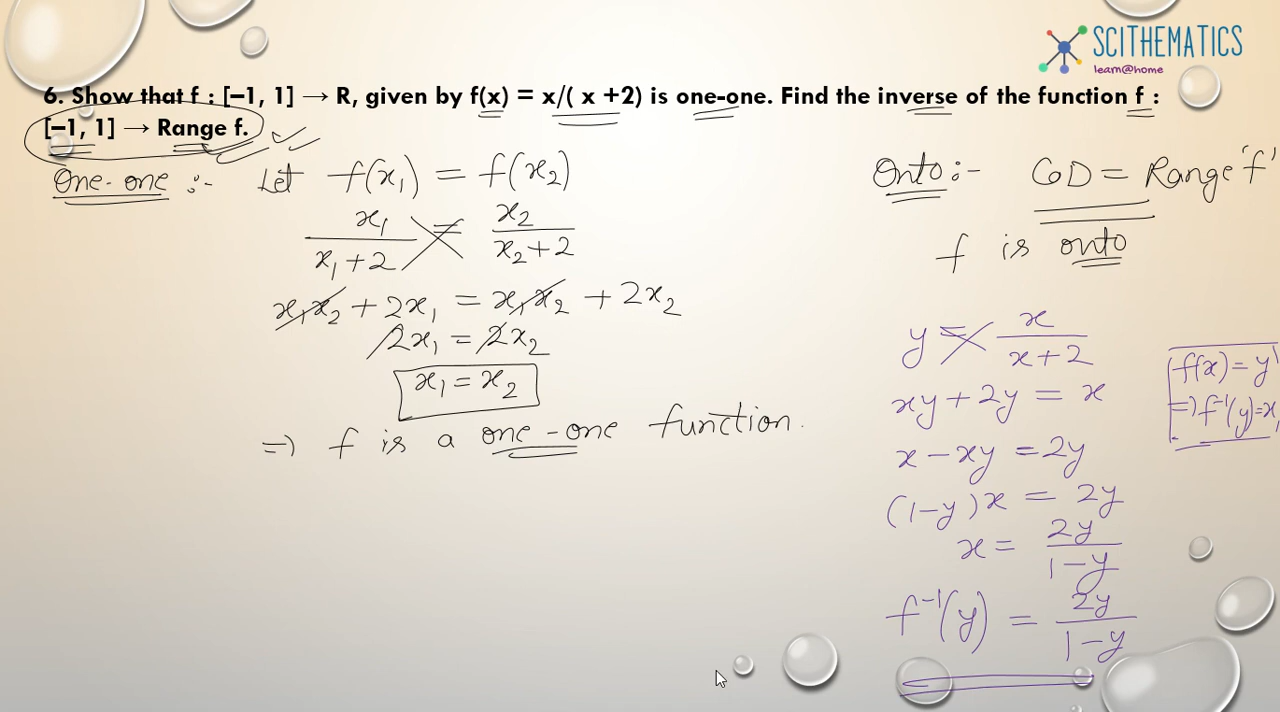 SCITHEMATICS
learn@home
6. Show that f : [–1, 1] → R, given by f(x) = x/( x +2) is one-one. Find the inverse of the function f :
[–1, 1] → Range f.
One-one :- Let f(x₁) = f(x₂)
x₁/(x₁+2) = x₂/(x₂+2)
x₁x₂ + 2x₁ = x₁x₂ + 2x₂
2x₁ = 2x₂
x₁ = x₂
=> f is a one-one function.
Onto :- COD = Range 'f'
f is onto
y = x/(x+2)
xy + 2y = x
x - xy = 2y
(1-y)x = 2y
x = 2y/(1-y)
f⁻¹(y) = 2y/(1-y)
f(x) = y
=> f⁻¹(y) = x